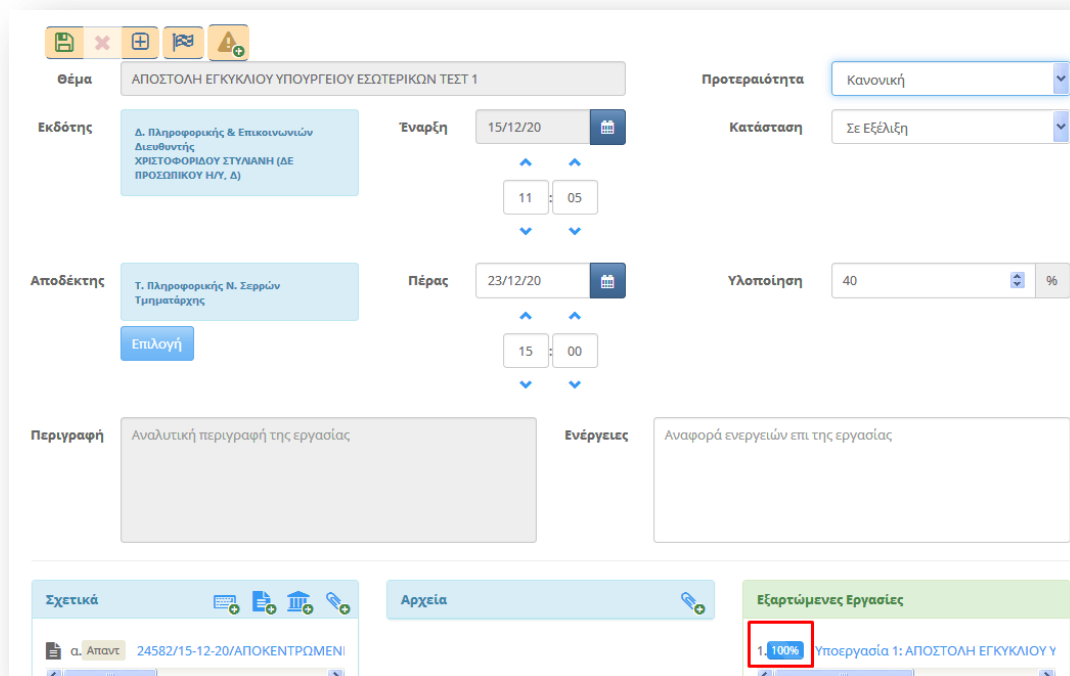 Θέμα ΑΠΟΣΤΟΛΗ ΕΓΚΥΚΛΙΟΥ ΥΠΟΥΡΓΕΙΟΥ ΕΣΩΤΕΡΙΚΩΝ ΤΕΣΤ 1 Προτεραιότητα Κανονική
Εκδότης
Δ. Πληροφορικής & Επικοινωνιών
Διευθυντής
ΧΡΙΣΤΟΦΟΡΙΔΟΥ ΣΤΥΛΙΑΝΗ (ΔΕ
ΠΡΟΣΩΠΙΚΟΥ Η/Υ, Δ)
Έναρξη 15/12/20
11 : 05
Κατάσταση Σε Εξέλιξη
Αποδέκτης
Τ. Πληροφορικής Ν. Σερρών
Τμηματάρχης
Επιλογή
Πέρας 23/12/20
15 : 00
Υλοποίηση 40 %
Περιγραφή Αναλυτική περιγραφή της εργασίας
Ενέργειες Αναφορά ενεργειών επι της εργασίας
Σχετικά
α. Απαντ 24582/15-12-20/ΑΠΟΚΕΝΤΡΩΜΕΝΙ
Αρχεία
Εξαρτώμενες Εργασίες
1. 100% Υποεργασία 1: ΑΠΟΣΤΟΛΗ ΕΓΚΥΚΛΙΟΥ Υ